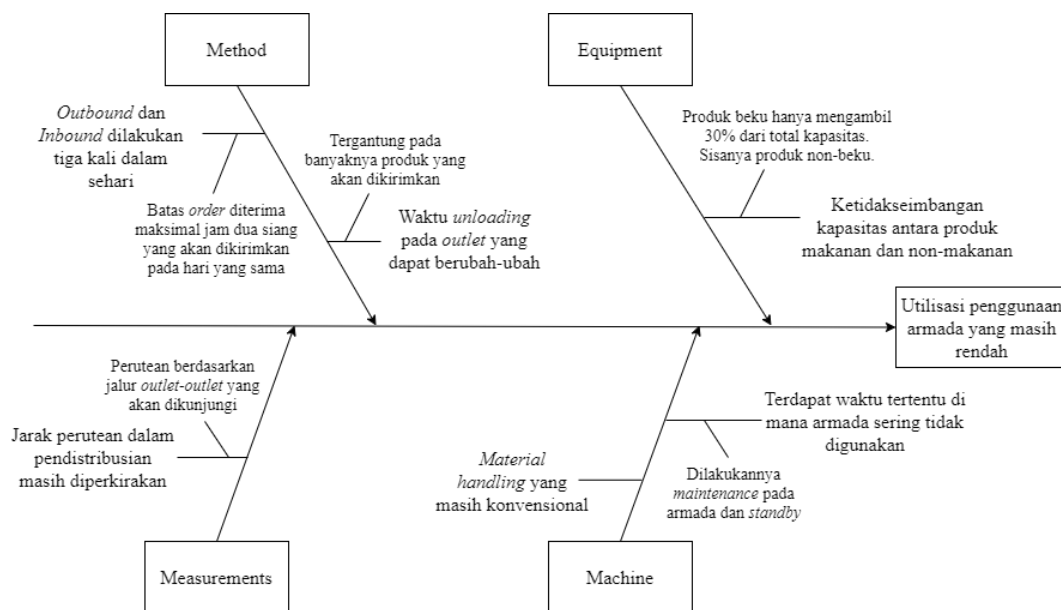 Method
Equipment
Outbound dan
Inbound dilakukan
tiga kali dalam
sehari
Batas order diterima
maksimal jam dua siang
yang akan dikirimkan
pada hari yang sama
Tergantung pada
banyaknya produk yang
akan dikirimkan
Waktu unloading
pada outlet yang
dapat berubah-ubah
Produk beku hanya mengambil
30% dari total kapasitas.
Sisanya produk non-beku.
Ketidakseimbangan
kapasitas antara produk
makanan dan non-makanan
Utilisasi penggunaan
armada yang masih
rendah
Perutean berdasarkan
jalur outlet-outlet yang
akan dikunjungi
Jarak perutean dalam
pendistribusian
masih diperkirakan
Material
handling yang
masih konvensional
Terdapat waktu tertentu di
mana armada sering tidak
digunakan
Dilakukannya
maintenance pada
armada dan standby
Measurements
Machine